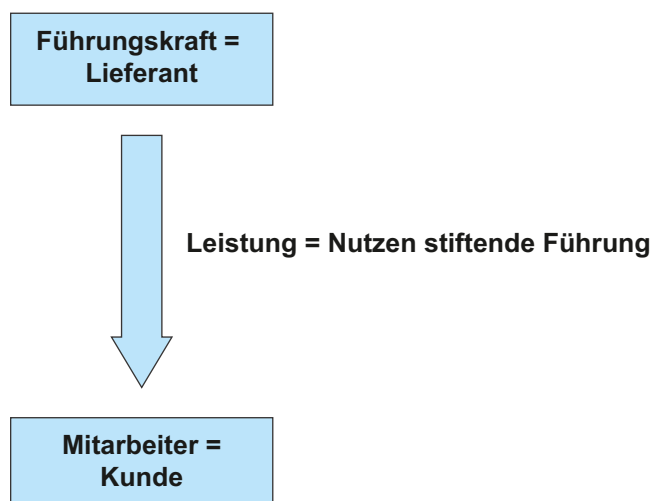 Führungskraft =
Lieferant
Leistung = Nutzen stiftende Führung
Mitarbeiter =
Kunde